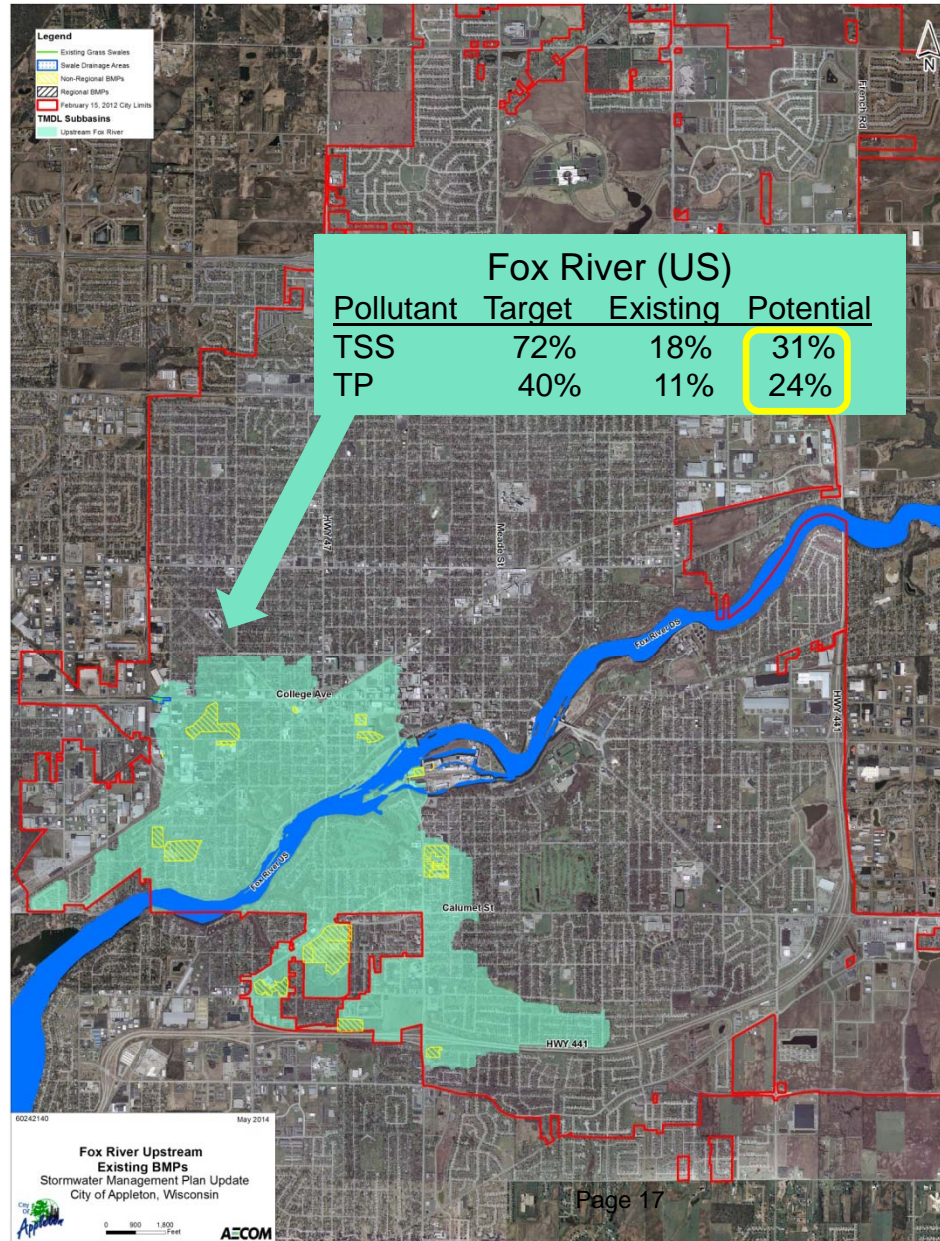 Legend
Existing Grass Swales
Swale Drainage Areas
Non-Regional BMPs
Regional BMPs
February 15, 2012 City Limits
TMDL Subbasins
Upstream Fox River
N
French Rd
Fox River (US)
Pollutant Target Existing Potential
TSS 72% 18% 31%
TP 40% 11% 24%
HWY 47
Meade St
Fox River DS
HWY 441
College Ave
Fox River US
Calumet St
HWY 441
60242140 May 2014
Fox River Upstream
Existing BMPs
Stormwater Management Plan Update
City of Appleton, Wisconsin
City of
Appleton
0 900 1,800
Feet
AECOM
Page 17